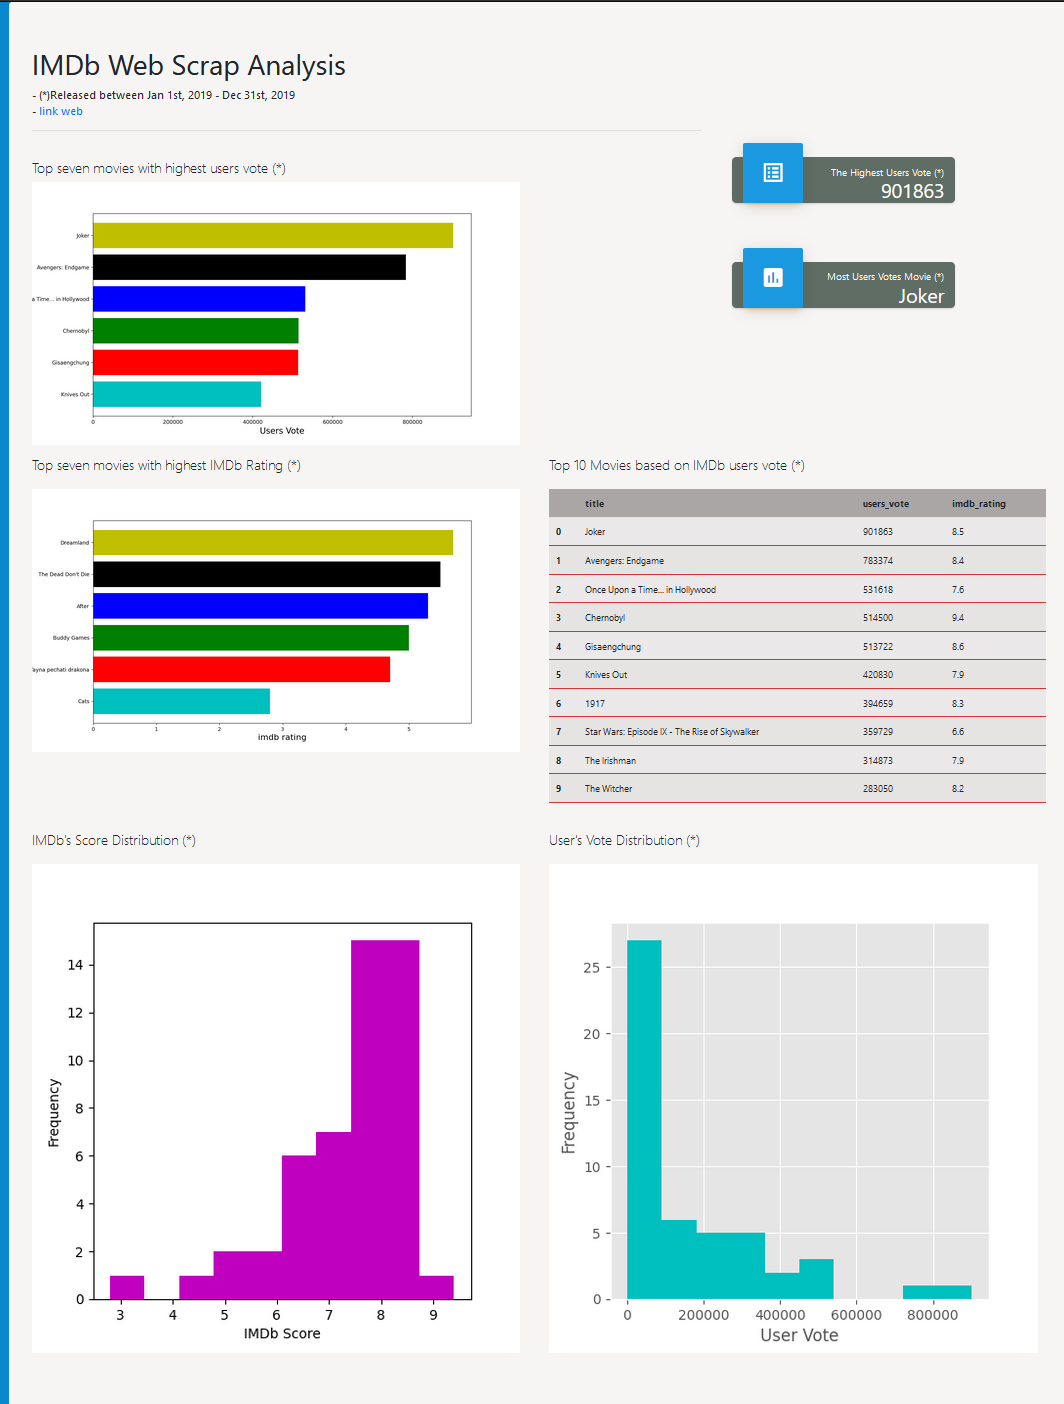 IMDb Web Scrap Analysis
- (*)Released between Jan 1st, 2019 - Dec 31st, 2019
- link web
Top seven movies with highest users vote (*)
Joker
Avengers: Endgame
a Time... in Hollywood
Chernobyl
Gisaengchung
Knives Out
0 200000 400000 600000 800000
Users Vote
The Highest Users Vote (*)
901863
Most Users Votes Movie (*)
Joker
Top seven movies with highest IMDb Rating (*)
Dreamland
The Dead Don't Die
After
Buddy Games
Tayna pechati drakona
Cats
0 1 2 3 4 5
imdb rating
Top 10 Movies based on IMDb users vote (*)
title users_vote imdb_rating
0 Joker 901863 8.5
1 Avengers: Endgame 783374 8.4
2 Once Upon a Time... in Hollywood 531618 7.6
3 Chernobyl 514500 9.4
4 Gisaengchung 513722 8.6
5 Knives Out 420830 7.9
6 1917 394659 8.3
7 Star Wars: Episode IX - The Rise of Skywalker 359729 6.6
8 The Irishman 314873 7.9
9 The Witcher 283050 8.2
IMDb's Score Distribution (*)
Frequency
14
12
10
8
6
4
2
0
3 4 5 6 7 8 9
IMDb Score
User's Vote Distribution (*)
Frequency
25
20
15
10
5
0
0 200000 400000 600000 800000
User Vote